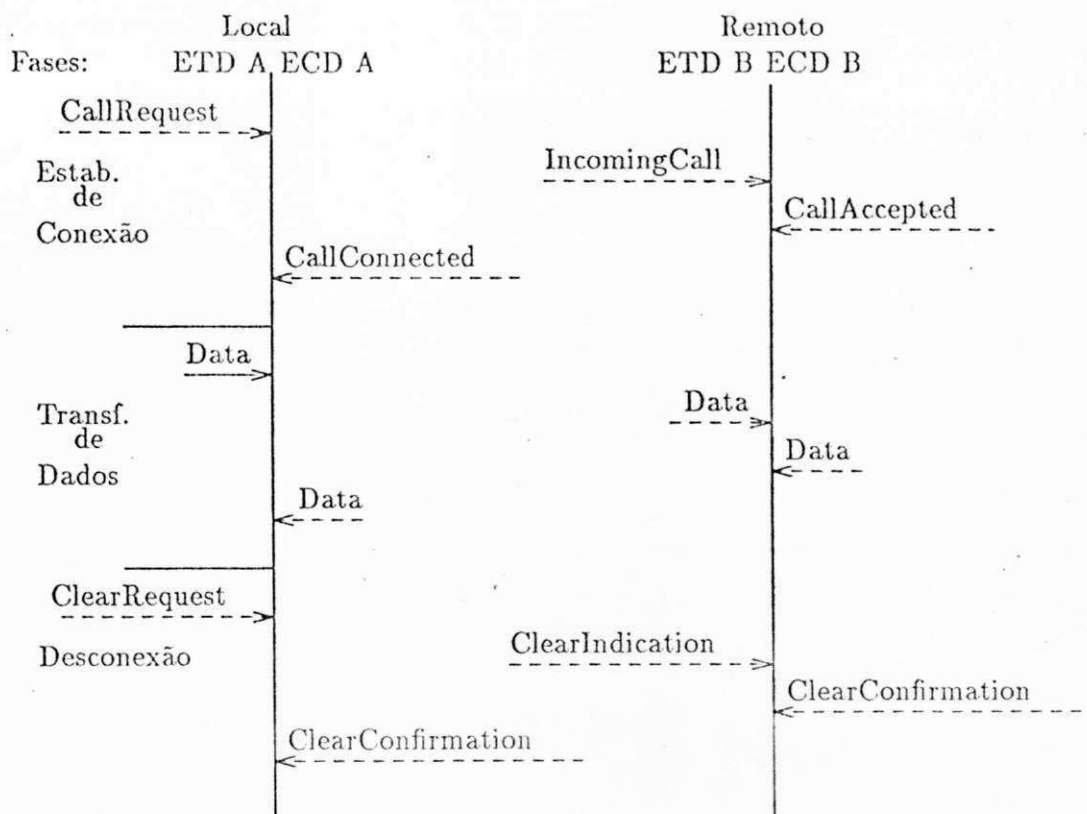 Local Remoto
Fases: ETD A ECD A ETD B ECD B
CallRequest
IncomingCall
Estab.
de
Conexão
CallAccepted
CallConnected
Data
Data
Transf.
de
Dados
Data
Data
ClearRequest
ClearIndication
Desconexão
ClearConfirmation
ClearConfirmation